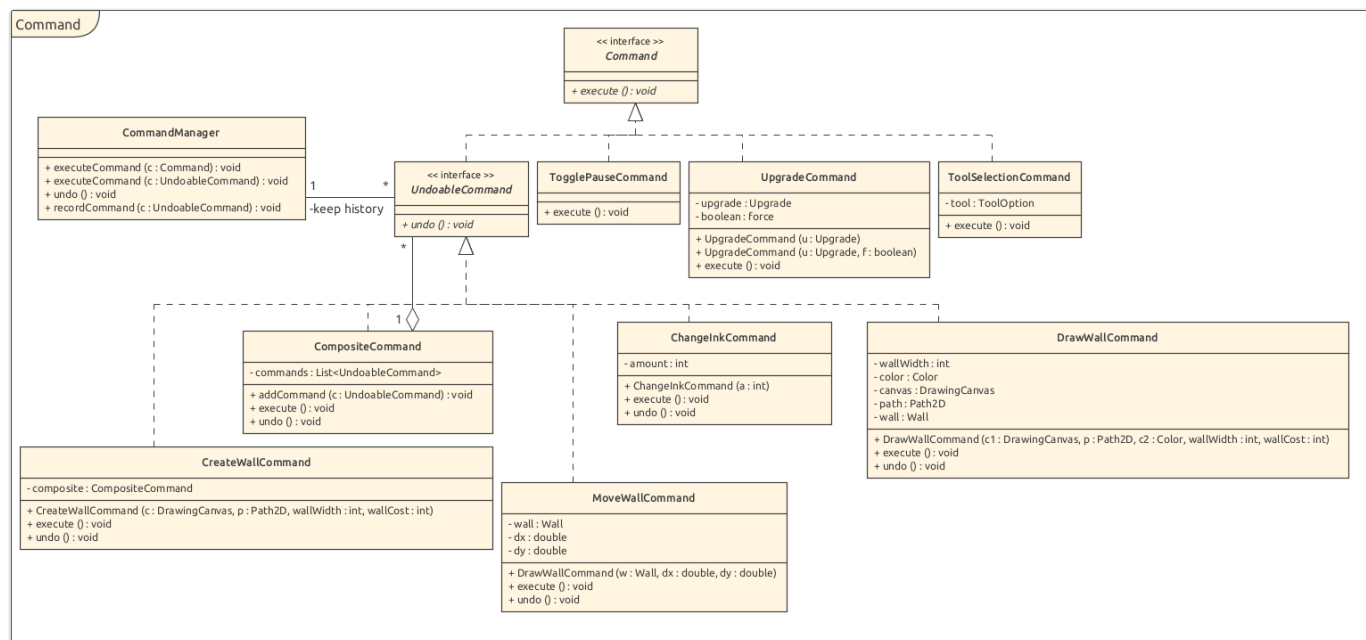 Command
<< interface >>
Command
+ execute () : void
CommandManager
+ executeCommand (c : Command) : void
+ executeCommand (c : UndoableCommand) : void
+ undo () : void
+ recordCommand (c : UndoableCommand) : void
1
*
-keep history
<< interface >>
UndoableCommand
+ undo () : void
*
TogglePauseCommand
+ execute () : void
UpgradeCommand
- upgrade : Upgrade
- boolean : force
+ UpgradeCommand (u : Upgrade)
+ UpgradeCommand (u : Upgrade, f : boolean)
+ execute () : void
ToolSelectionCommand
- tool : ToolOption
+ execute () : void
1
CompositeCommand
- commands : List<UndoableCommand>
+ addCommand (c : UndoableCommand) : void
+ execute () : void
+ undo () : void
ChangeInkCommand
- amount : int
+ ChangeInkCommand (a : int)
+ execute () : void
+ undo () : void
DrawWallCommand
- wallWidth : int
- color : Color
- canvas : DrawingCanvas
- path : Path2D
- wall : Wall
+ DrawWallCommand (c1 : DrawingCanvas, p : Path2D, c2 : Color, wallWidth : int, wallCost : int)
+ execute () : void
+ undo () : void
CreateWallCommand
- composite : CompositeCommand
+ CreateWallCommand (c : DrawingCanvas, p : Path2D, wallWidth : int, wallCost : int)
+ execute () : void
+ undo () : void
MoveWallCommand
- wall : Wall
- dx : double
- dy : double
+ DrawWallCommand (w : Wall, dx : double, dy : double)
+ execute () : void
+ undo () : void